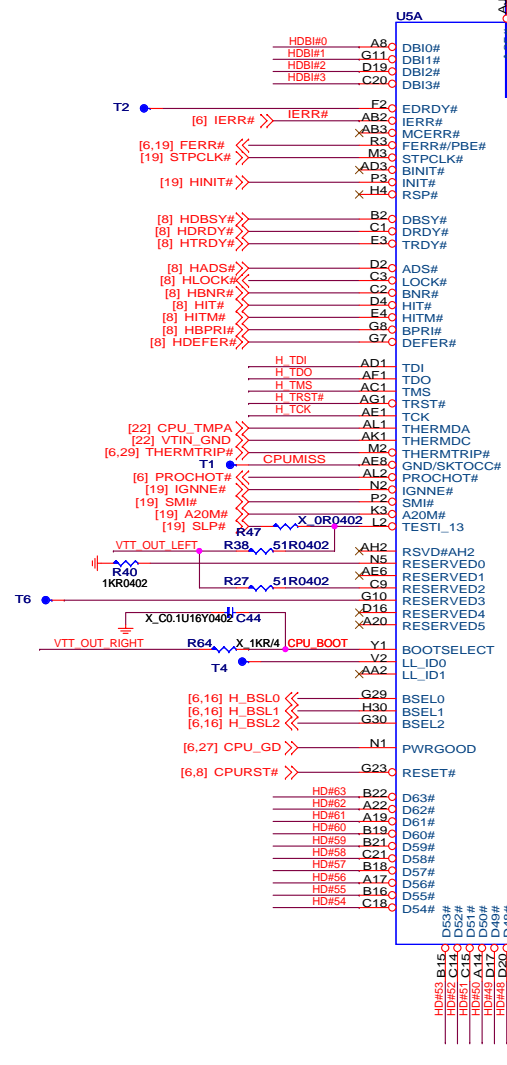 U5A
HDBI#0 A8 DBI0#
HDBI#1 G11 DBI1#
HDBI#2 D19 DBI2#
HDBI#3 C20 DBI3#
T2 F2 EDRDY#
[6] IERR# IERR# AB2 IERR#
AB3 MCERR#
[6,19] FERR# R3 FERR#/PBE#
[19] STPCLK# M3 STPCLK#
AD3 BINIT#
[19] HINIT# P3 INIT#
H4 RSP#
[8] HDBSY# B2 DBSY#
[8] HDRDY# C1 DRDY#
[8] HTRDY# E3 TRDY#
[8] HADS# D2 ADS#
[8] HLOCK# C3 LOCK#
[8] HBNR# C2 BNR#
[8] HIT# D4 HIT#
[8] HITM# E4 HITM#
[8] HBPRI# G8 BPRI#
[8] HDEFER# G7 DEFER#
H_TDI AD1 TDI
H_TDO AF1 TDO
H_TMS AC1 TMS
H_TRST# AG1 TRST#
H_TCK AE1 TCK
[22] CPU_TMPA AL1 THERMDA
[22] VTIN_GND AK1 THERMDC
[6,29] THERMTRIP# M2 THERMTRIP#
T1 CPUMISS AE8 GND/SKTOCC#
[6] PROCHOT# AL2 PROCHOT#
[19] IGNNE# N2 IGNNE#
[19] SMI# P2 SMI#
[19] A20M# K3 A20M#
[19] SLP# R47 X_0R0402 L2 TESTI_13
VTT_OUT_LEFT R38 51R0402 AH2 RSVD#AH2
R40 1KR0402 N5 RESERVED0
AE6 RESERVED1
R27 51R0402 C9 RESERVED2
T6 G10 RESERVED3
X_C0.1U16Y0402 C44 D16 RESERVED4
A20 RESERVED5
VTT_OUT_RIGHT R64 X_1KR/4 CPU_BOOT Y1 BOOTSELECT
T4 V2 LL_ID0
AA2 LL_ID1
[6,16] H_BSL0 G29 BSEL0
[6,16] H_BSL1 H30 BSEL1
[6,16] H_BSL2 G30 BSEL2
[6,27] CPU_GD N1 PWRGOOD
[6,8] CPURST# G23 RESET#
HD#63 B22 D63#
HD#62 A22 D62#
HD#61 A19 D61#
HD#60 B19 D60#
HD#59 B21 D59#
HD#58 C21 D58#
HD#57 B18 D57#
HD#56 A17 D56#
HD#55 B16 D55#
HD#54 C18 D54#
HD#53 B15 D53#
HD#52 C14 D52#
HD#51 C15 D51#
HD#50 A14 D50#
HD#49 D17 D49#
HD#48 D20 D48#